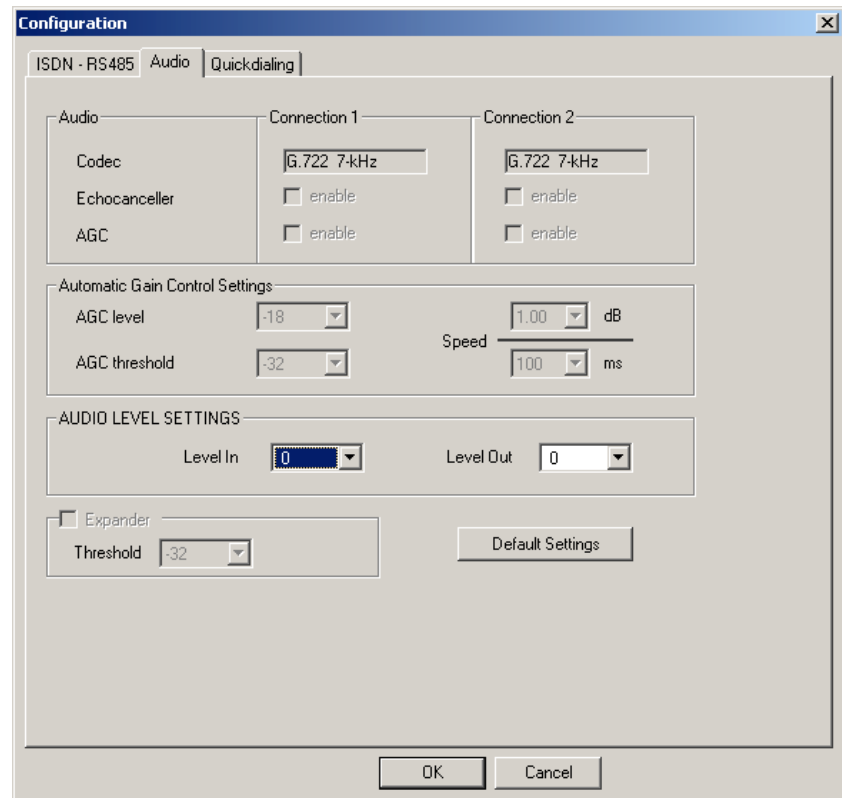 Configuration
ISDN - RS485 Audio Quickdialing
Audio Connection 1 Connection 2
Codec G.722 7-kHz G.722 7-kHz
Echocanceller enable enable
AGC enable enable
Automatic Gain Control Settings
AGC level -18 1.00 dB
Speed
AGC threshold -32 100 ms
AUDIO LEVEL SETTINGS
Level In 0 Level Out 0
Expander
Threshold -32 Default Settings
OK Cancel